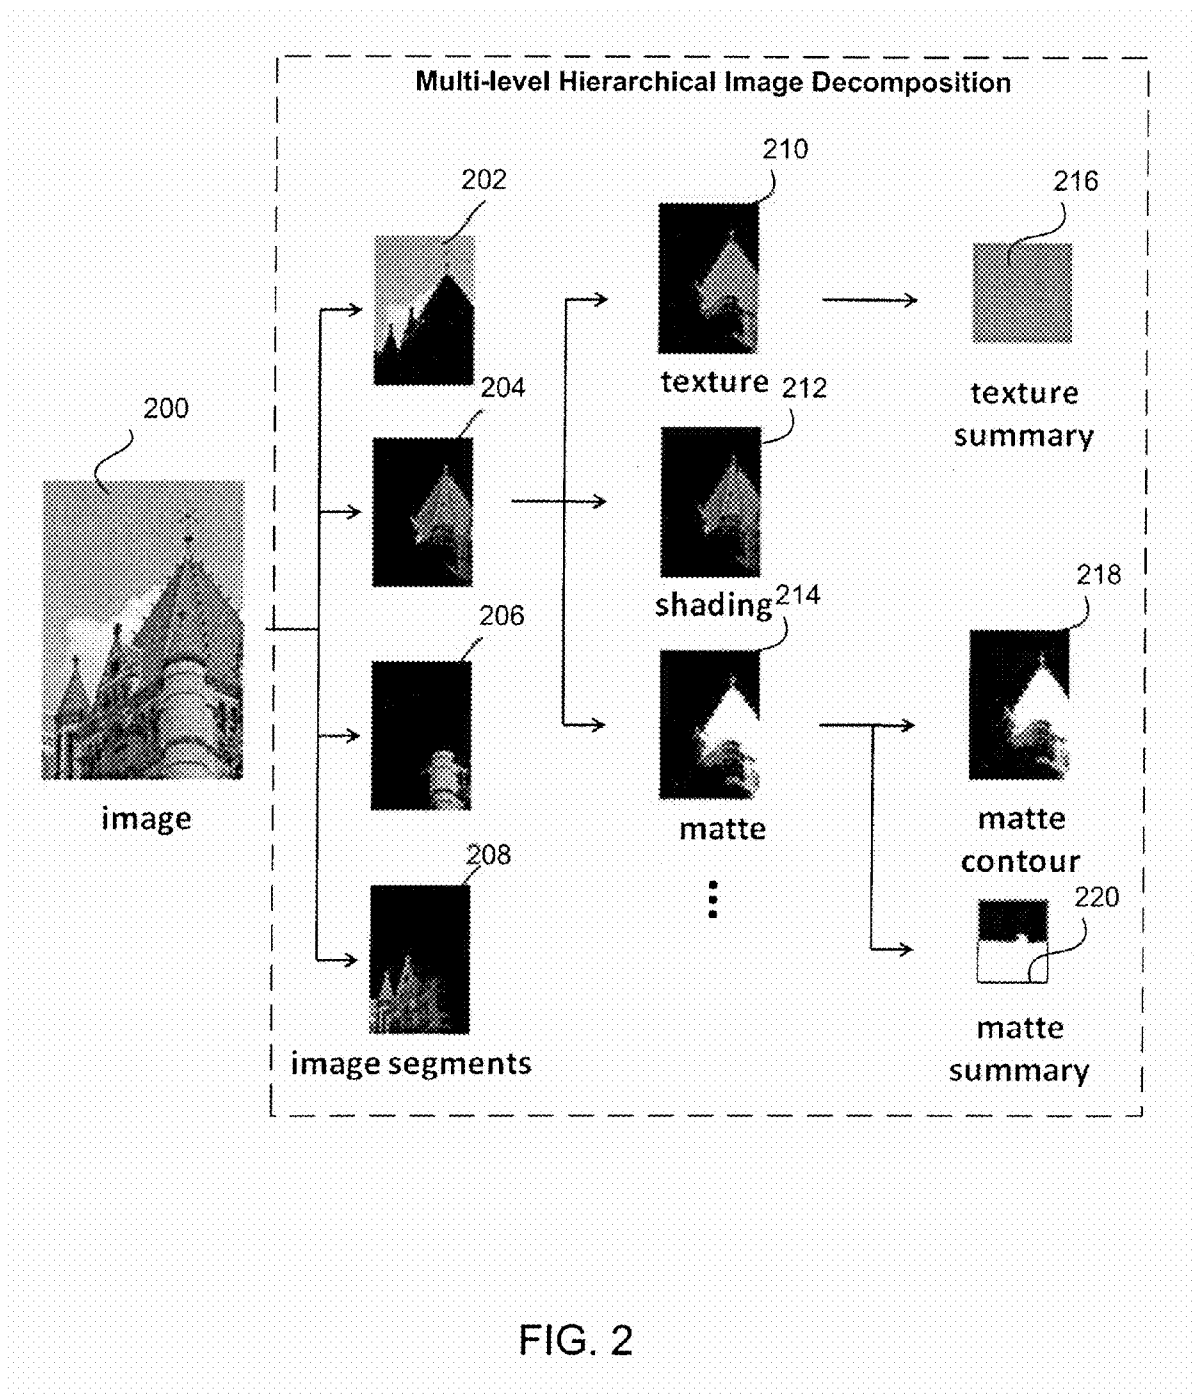 Multi-level Hierarchical Image Decomposition
210
202
216
texture
204
212
texture
summary
200
218
shading
214
206
image
matte
matte
contour
208
220
image segments
matte
summary
FIG. 2